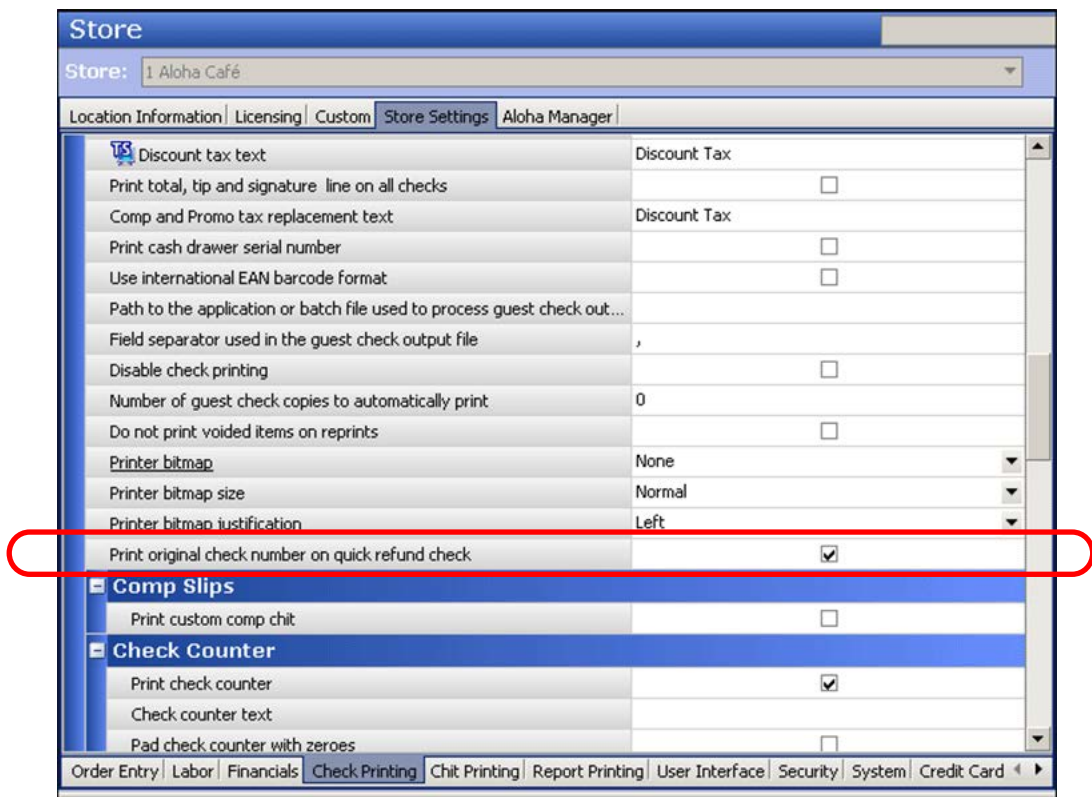 Store
Store: 1 Aloha Café
Location Information Licensing Custom Store Settings Aloha Manager
TS Discount tax text Discount Tax
Print total, tip and signature line on all checks
Comp and Promo tax replacement text Discount Tax
Print cash drawer serial number
Use international EAN barcode format
Path to the application or batch file used to process guest check out...
Field separator used in the guest check output file ,
Disable check printing
Number of guest check copies to automatically print 0
Do not print voided items on reprints
Printer bitmap None
Printer bitmap size Normal
Printer bitmap justification Left
Print original check number on quick refund check
Comp Slips
Print custom comp chit
Check Counter
Print check counter
Check counter text
Pad check counter with zeroes
Order Entry Labor Financials Check Printing Chit Printing Report Printing User Interface Security System Credit Card